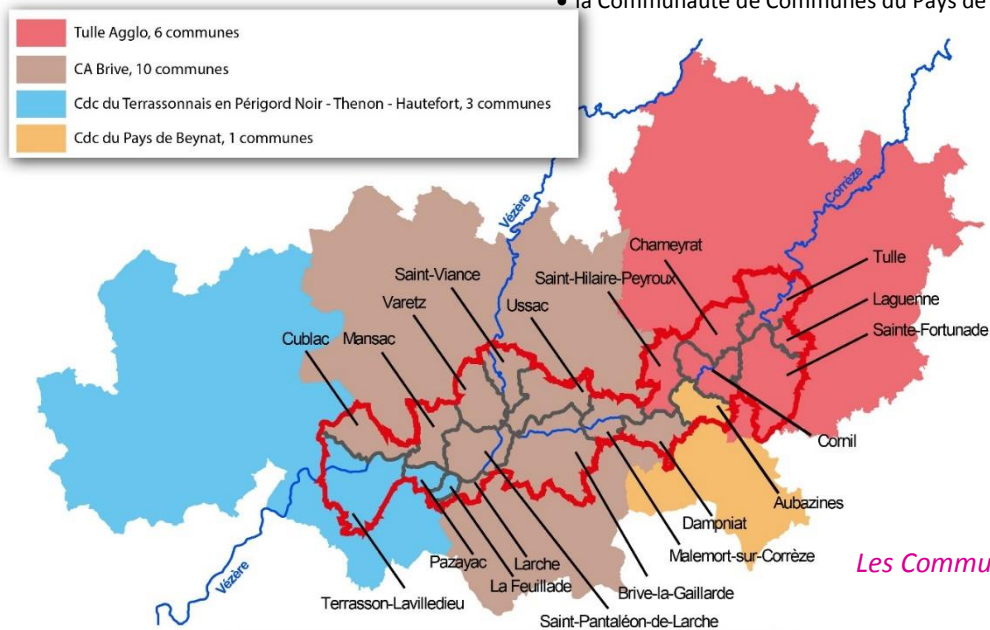 • la Communauté de Communes du Pays de
Tulle Agglo, 6 communes
CA Brive, 10 communes
Cdc du Terrassonnais en Périgord Noir - Thenon - Hautefort, 3 communes
Cdc du Pays de Beynat, 1 communes
Vézère
Corrèze
Chameyrat
Saint-Hilaire-Peyroux
Tulle
Saint-Viance
Ussac
Varetz
Laguenne
Sainte-Fortunade
Cublac
Mansac
Cornil
Aubazines
Dampniat
Malemort-sur-Corrèze
Pazayac
Larche
La Feuillade
Brive-la-Gaillarde
Terrasson-Lavilledieu
Saint-Pantaléon-de-Larche
Vézère
Les Commu